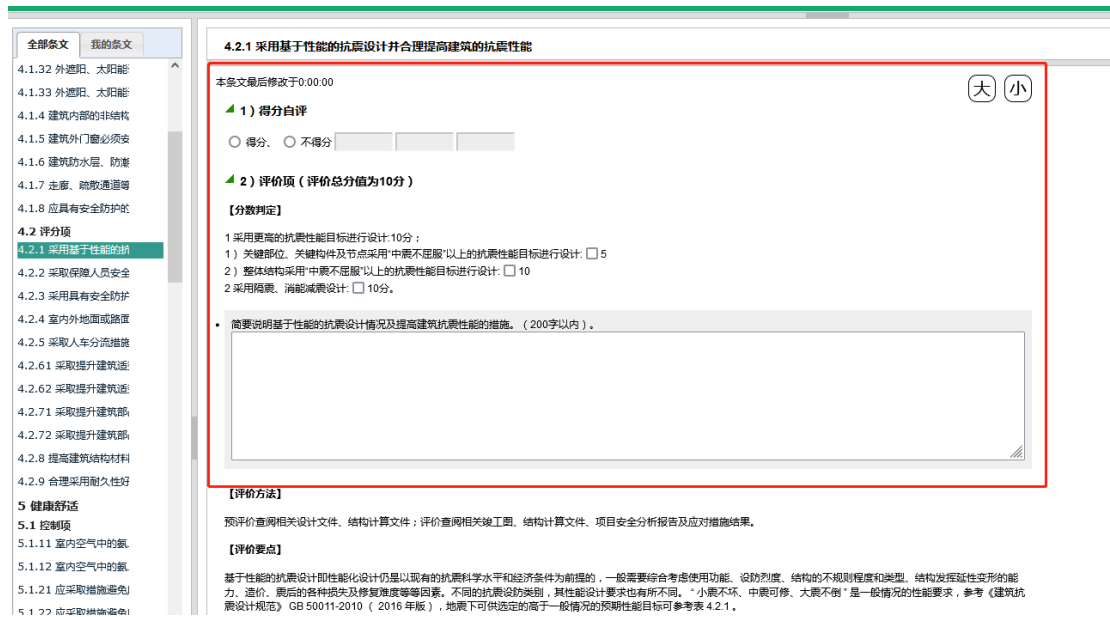 全部条文 我的条文
4.1.32 外遮阳、太阳能
4.1.33 外遮阳、太阳能
4.1.4 建筑内部的非结构
4.1.5 建筑外门窗必须安
4.1.6 建筑防水层、防潮
4.1.7 走廊、疏散通道等
4.1.8 应具有安全防护的
4.2 评分项
4.2.1 采用基于性能的抗
4.2.2 采取保障人员安全
4.2.3 采用具有安全防护
4.2.4 室内外地面或路面
4.2.5 采取人车分流措施
4.2.61 采取提升建筑适
4.2.62 采取提升建筑适
4.2.71 采取提升建筑部
4.2.72 采取提升建筑部
4.2.8 提高建筑结构材料
4.2.9 合理采用耐久性好
5 健康舒适
5.1 控制项
5.1.11 室内空气中的氨
5.1.12 室内空气中的氨
5.1.21 应采取措施避免
5.1.22 应采取措施避免
4.2.1 采用基于性能的抗震设计并合理提高建筑的抗震性能
本条文最后修改于0:00:00
大 小
1）得分自评
得分、 不得分
2）评价项（评价总分值为10分）
【分数判定】
1 采用更高的抗震性能目标进行设计:10分；
1） 关键部位、关键构件及节点采用“中震不屈服”以上的抗震性能目标进行设计: 5
2） 整体结构采用“中震不屈服”以上的抗震性能目标进行设计: 10
2 采用隔震、消能减震设计: 10分。
• 简要说明基于性能的抗震设计情况及提高建筑抗震性能的措施。（200字以内）。
【评价方法】
预评价查阅相关设计文件、结构计算文件；评价查阅相关竣工图、结构计算文件、项目安全分析报告及应对措施结果。
【评价要点】
基于性能的抗震设计即性能化设计仍是以现有的抗震科学水平和经济条件为前提的，一般需要综合考虑使用功能、设防烈度、结构的不规则程度和类型、结构发挥延性变形的能
力、造价、震后的各种损失及修复难度等等因素。不同的抗震设防类别，其性能设计要求也有所不同。“ 小震不坏、中震可修、大震不倒 ” 是一般情况的性能要求，参考《建筑抗
震设计规范》 GB 50011-2010 （ 2016 年版），地震下可供选定的高于一般情况的预期性能目标可参考表 4.2.1 。